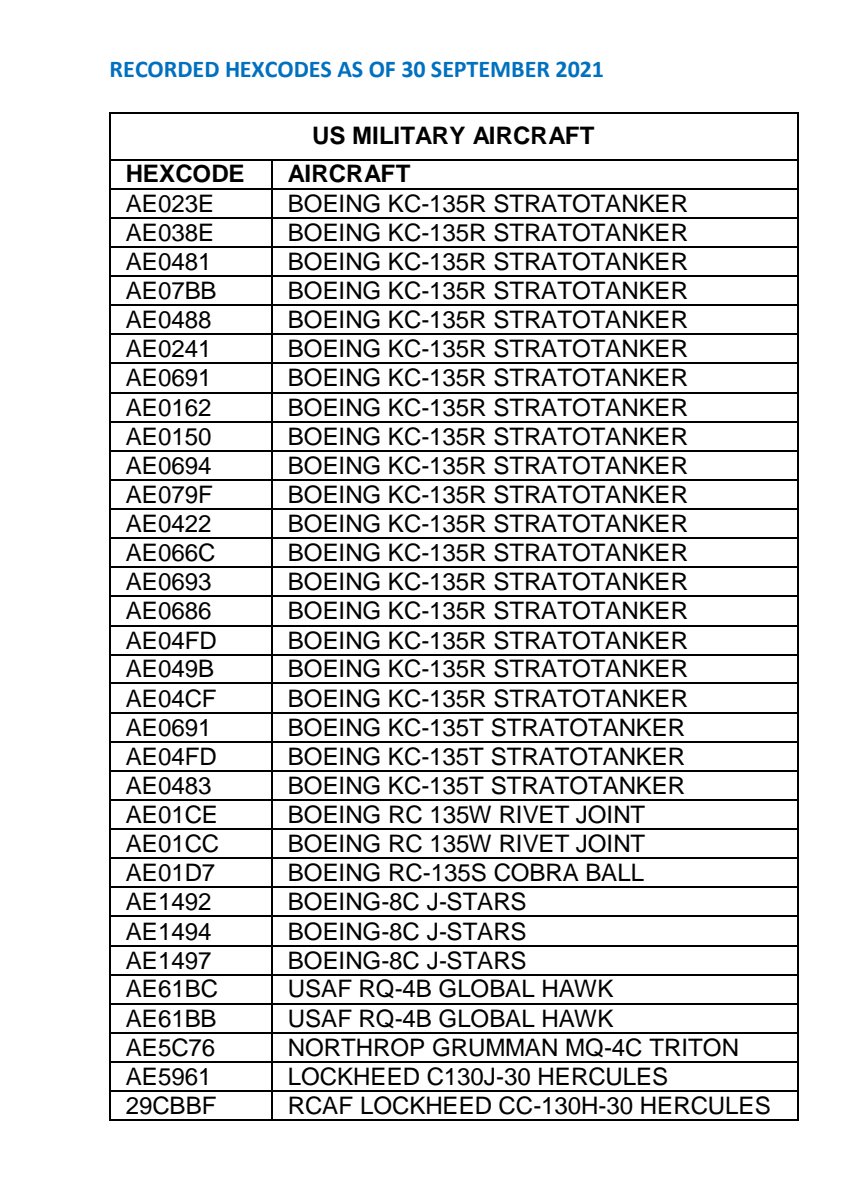 RECORDED HEXCODES AS OF 30 SEPTEMBER 2021
US MILITARY AIRCRAFT
HEXCODE AIRCRAFT
AE023E BOEING KC-135R STRATOTANKER
AE038E BOEING KC-135R STRATOTANKER
AE0481 BOEING KC-135R STRATOTANKER
AE07BB BOEING KC-135R STRATOTANKER
AE0488 BOEING KC-135R STRATOTANKER
AE0241 BOEING KC-135R STRATOTANKER
AE0691 BOEING KC-135R STRATOTANKER
AE0162 BOEING KC-135R STRATOTANKER
AE0150 BOEING KC-135R STRATOTANKER
AE0694 BOEING KC-135R STRATOTANKER
AE079F BOEING KC-135R STRATOTANKER
AE0422 BOEING KC-135R STRATOTANKER
AE066C BOEING KC-135R STRATOTANKER
AE0693 BOEING KC-135R STRATOTANKER
AE0686 BOEING KC-135R STRATOTANKER
AE04FD BOEING KC-135R STRATOTANKER
AE049B BOEING KC-135R STRATOTANKER
AE04CF BOEING KC-135R STRATOTANKER
AE0691 BOEING KC-135T STRATOTANKER
AE04FD BOEING KC-135T STRATOTANKER
AE0483 BOEING KC-135T STRATOTANKER
AE01CE BOEING RC 135W RIVET JOINT
AE01CC BOEING RC 135W RIVET JOINT
AE01D7 BOEING RC-135S COBRA BALL
AE1492 BOEING-8C J-STARS
AE1494 BOEING-8C J-STARS
AE1497 BOEING-8C J-STARS
AE61BC USAF RQ-4B GLOBAL HAWK
AE61BB USAF RQ-4B GLOBAL HAWK
AE5C76 NORTHROP GRUMMAN MQ-4C TRITON
AE5961 LOCKHEED C130J-30 HERCULES
29CBBF RCAF LOCKHEED CC-130H-30 HERCULES